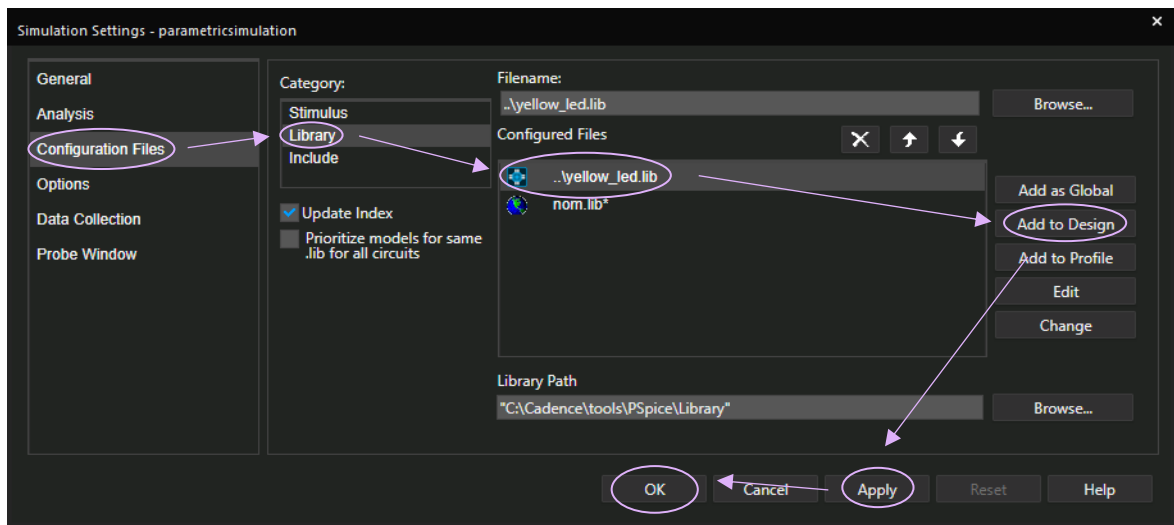 Simulation Settings - parametricsimulation
×
General
Analysis
Configuration Files
Options
Data Collection
Probe Window
Category:
Stimulus
Library
Include
Update Index
Prioritize models for same
.lib for all circuits
Filename:
..\yellow_led.lib
Browse...
Configured Files
..\yellow_led.lib
nom.lib*
Add as Global
Add to Design
Add to Profile
Edit
Change
Library Path
"C:\Cadence\tools\PSpice\Library"
Browse...
OK
Cancel
Apply
Reset
Help